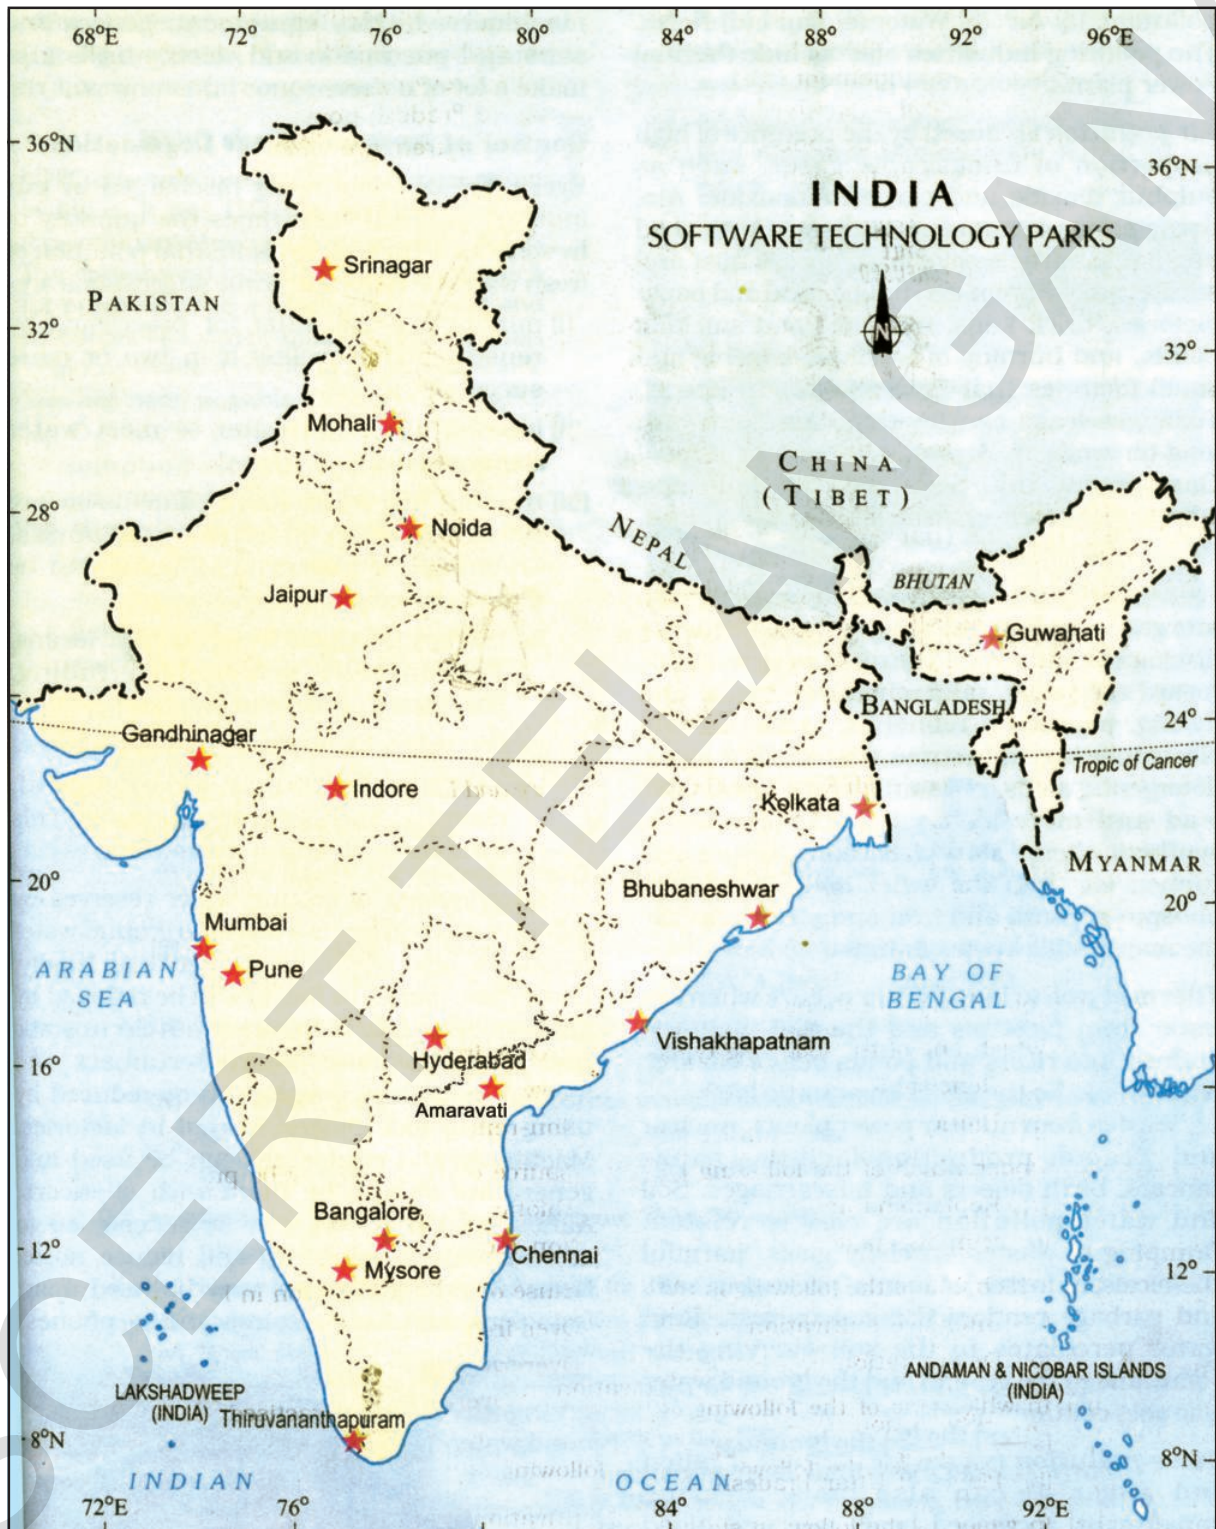 68°E 72° 76° 80° 84° 88° 92° 96°E
36°N
36°N
INDIA
SOFTWARE TECHNOLOGY PARKS
Srinagar
PAKISTAN
N
32°
32°
Mohali
CHINA
(TIBET)
28°
Noida
NEPAL
BHUTAN
Jaipur
Guwahati
BANGLADESH
24°
Gandhinagar
Tropic of Cancer
Indore
Kolkata
MYANMAR
20°
Bhubaneshwar
20°
Mumbai
Pune
ARABIAN
SEA
BAY OF
BENGAL
Vishakhapatnam
Hyderabad
16°
Amaravati
Bangalore
12°
Chennai
Mysore
12°
ANDAMAN & NICOBAR ISLANDS
(INDIA)
LAKSHADWEEP
(INDIA)
Thiruvananthapuram
8°N
8°N
INDIAN OCEAN
72°E 76° 84° 88° 92°E
SCERT TELANGANA